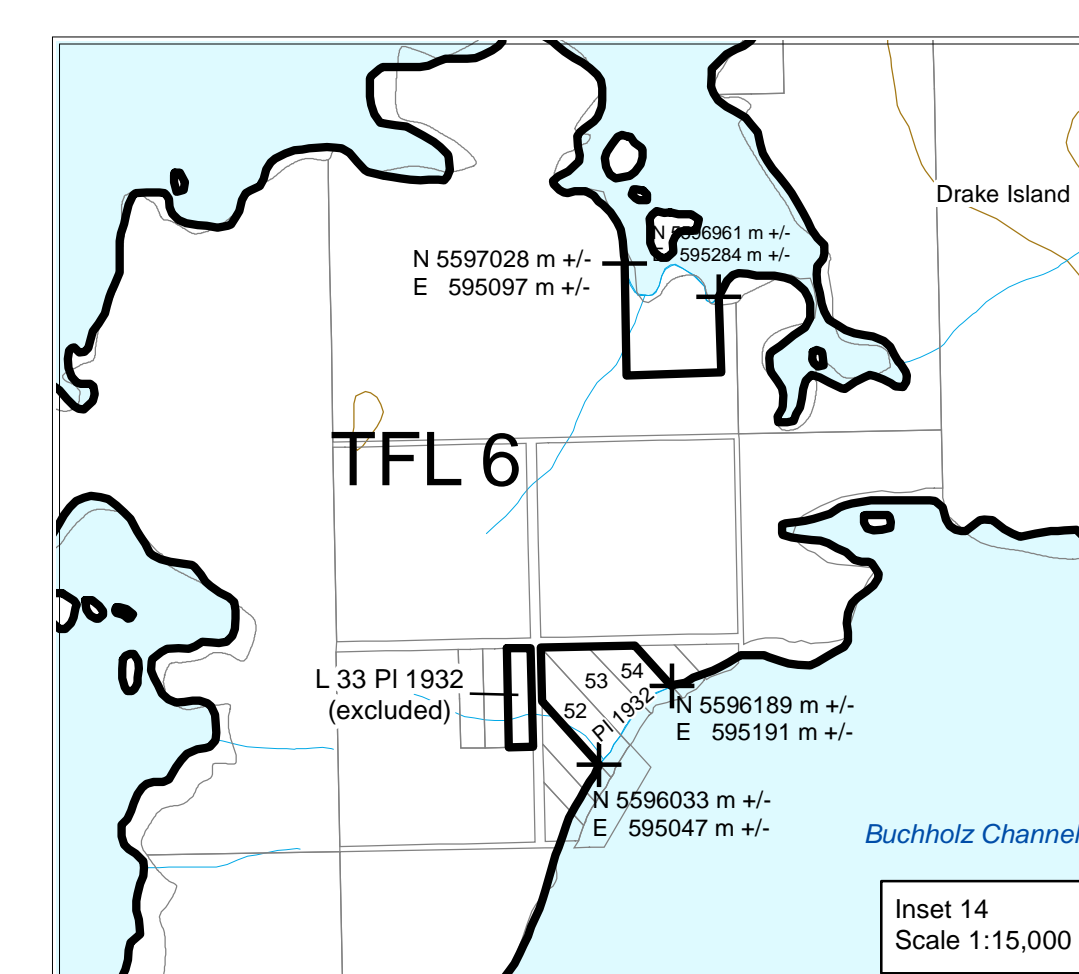 Drake Island
N 5596961 m +/-
E 595284 m +/-
N 5597028 m +/-
E 595097 m +/-
TFL 6
L 33 Pl 1932
(excluded)
54
53
52
Pl 1932
N 5596189 m +/-
E 595191 m +/-
N 5596033 m +/-
E 595047 m +/-
Buchholz Channel
Inset 14
Scale 1:15,000